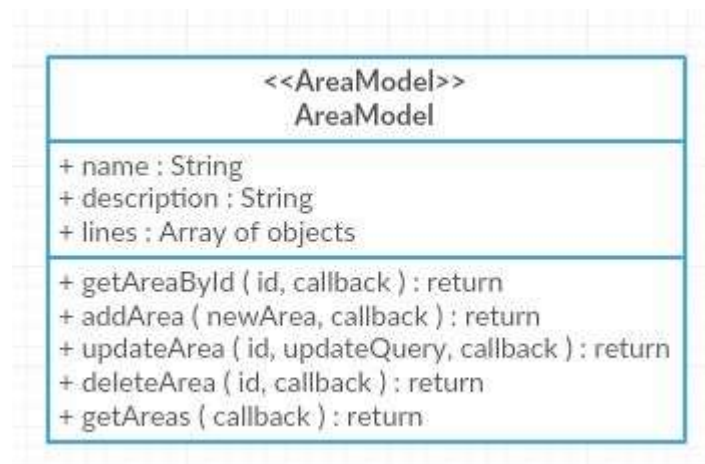 <<AreaModel>>
AreaModel
+ name : String
+ description : String
+ lines : Array of objects
+ getAreaById ( id, callback ) : return
+ addArea ( newArea, callback ) : return
+ updateArea ( id, updateQuery, callback ) : return
+ deleteArea ( id, callback ) : return
+ getAreas ( callback ) : return